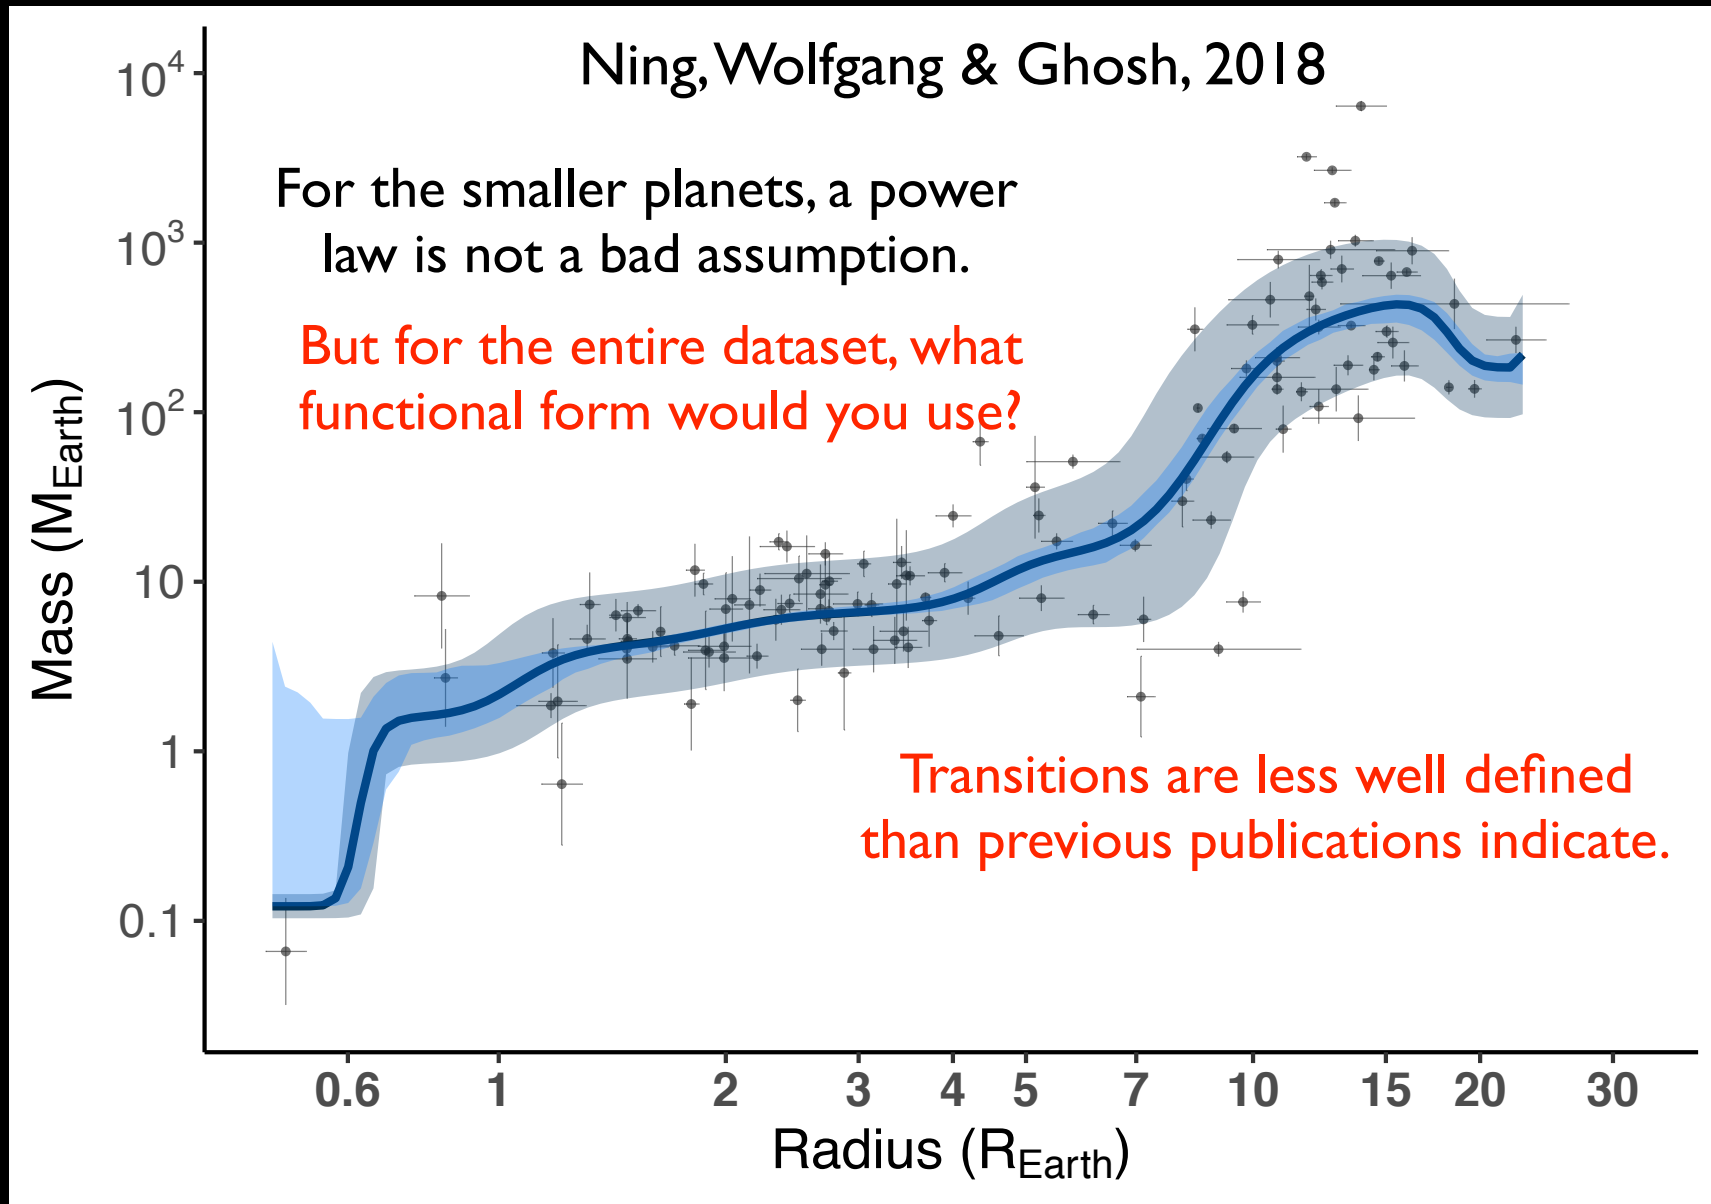 Ning, Wolfgang & Ghosh, 2018
For the smaller planets, a power
law is not a bad assumption.
But for the entire dataset, what
functional form would you use?
Transitions are less well defined
than previous publications indicate.
Mass (M_Earth)
10^4
10^3
10^2
10
1
0.1
0.6 1 2 3 4 5 7 10 15 20 30
Radius (R_Earth)